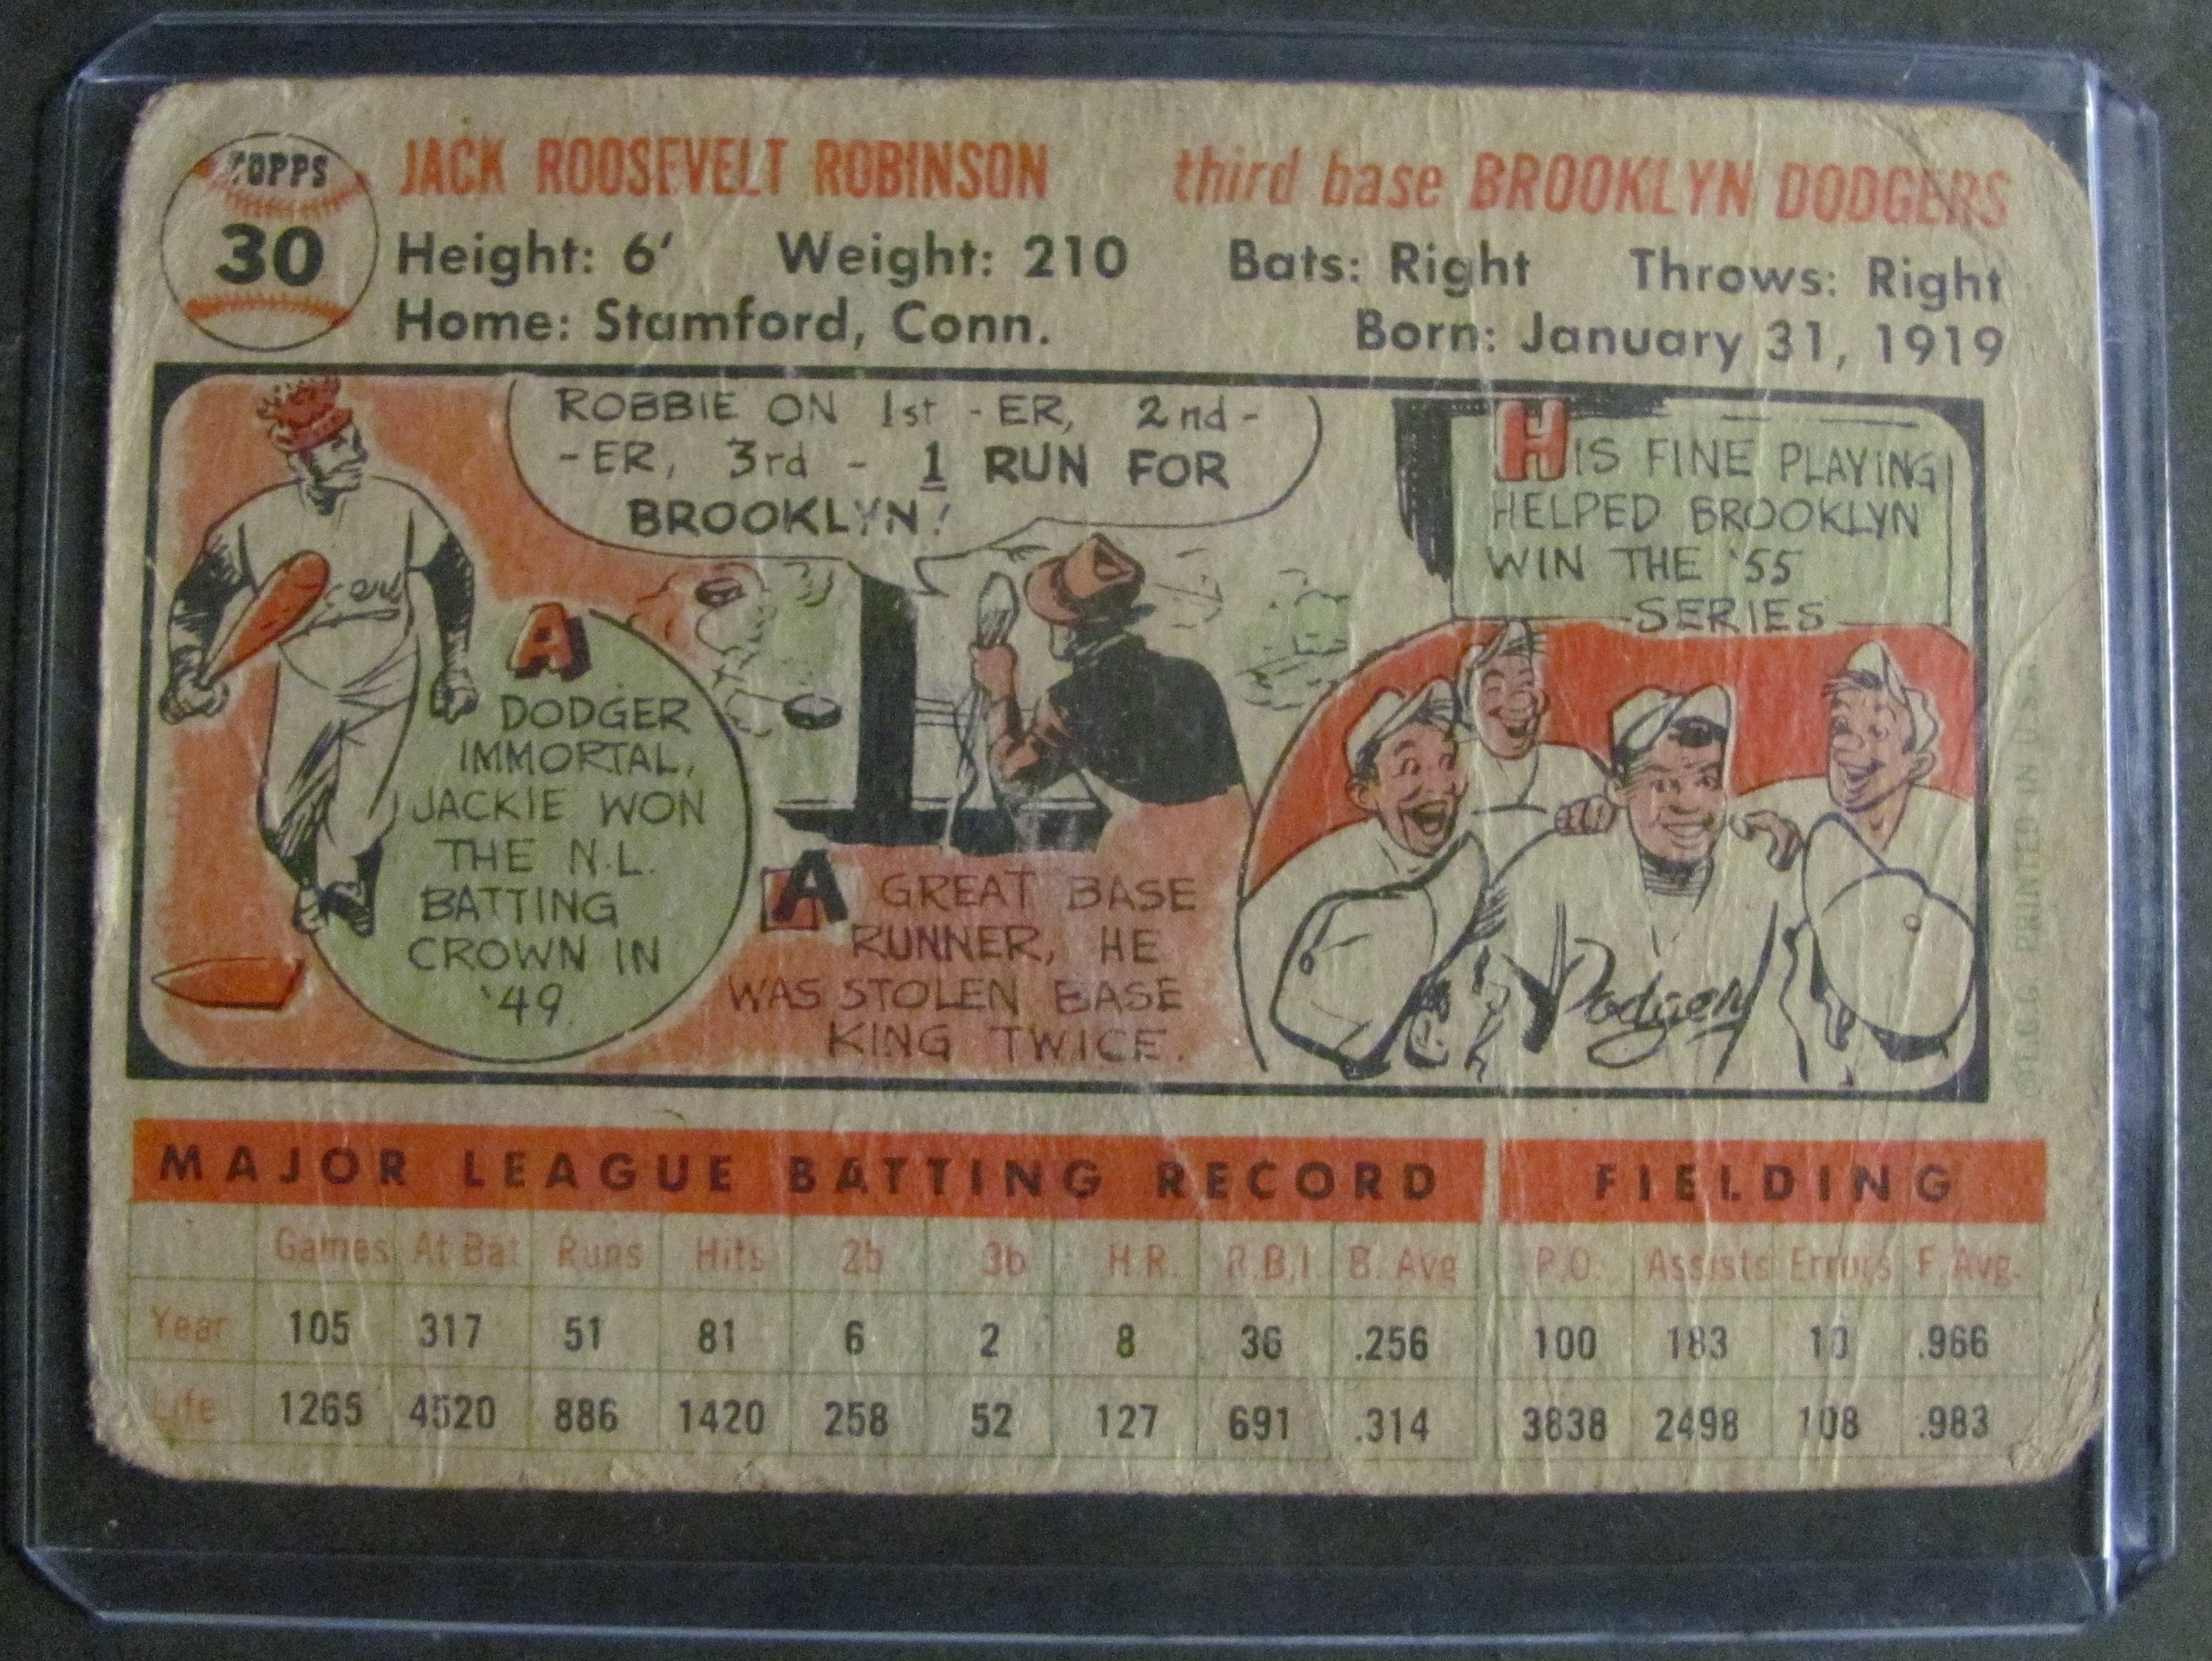 TOPPS
30
JACK ROOSEVELT ROBINSON third base BROOKLYN DODGERS
Height: 6' Weight: 210 Bats: Right Throws: Right
Home: Stamford, Conn. Born: January 31, 1919
ROBBIE ON 1st - ER, 2nd -
- ER, 3rd - 1 RUN FOR
BROOKLYN!
A
DODGER
IMMORTAL,
JACKIE WON
THE N.L.
BATTING
CROWN IN
'49.
A GREAT BASE
RUNNER, HE
WAS STOLEN BASE
KING TWICE.
HIS FINE PLAYING
HELPED BROOKLYN
WIN THE '55
SERIES
Dodgers
T.C.G. PRINTED IN U.S.A.
MAJOR LEAGUE BATTING RECORD FIELDING
Games At Bat Runs Hits 2b 3b H.R. R.B.I. B. Avg P.O. Assists Errors F. Avg.
Year 105 317 51 81 6 2 8 36 .256 100 183 10 .966
Life 1265 4520 886 1420 258 52 127 691 .314 3838 2498 108 .983